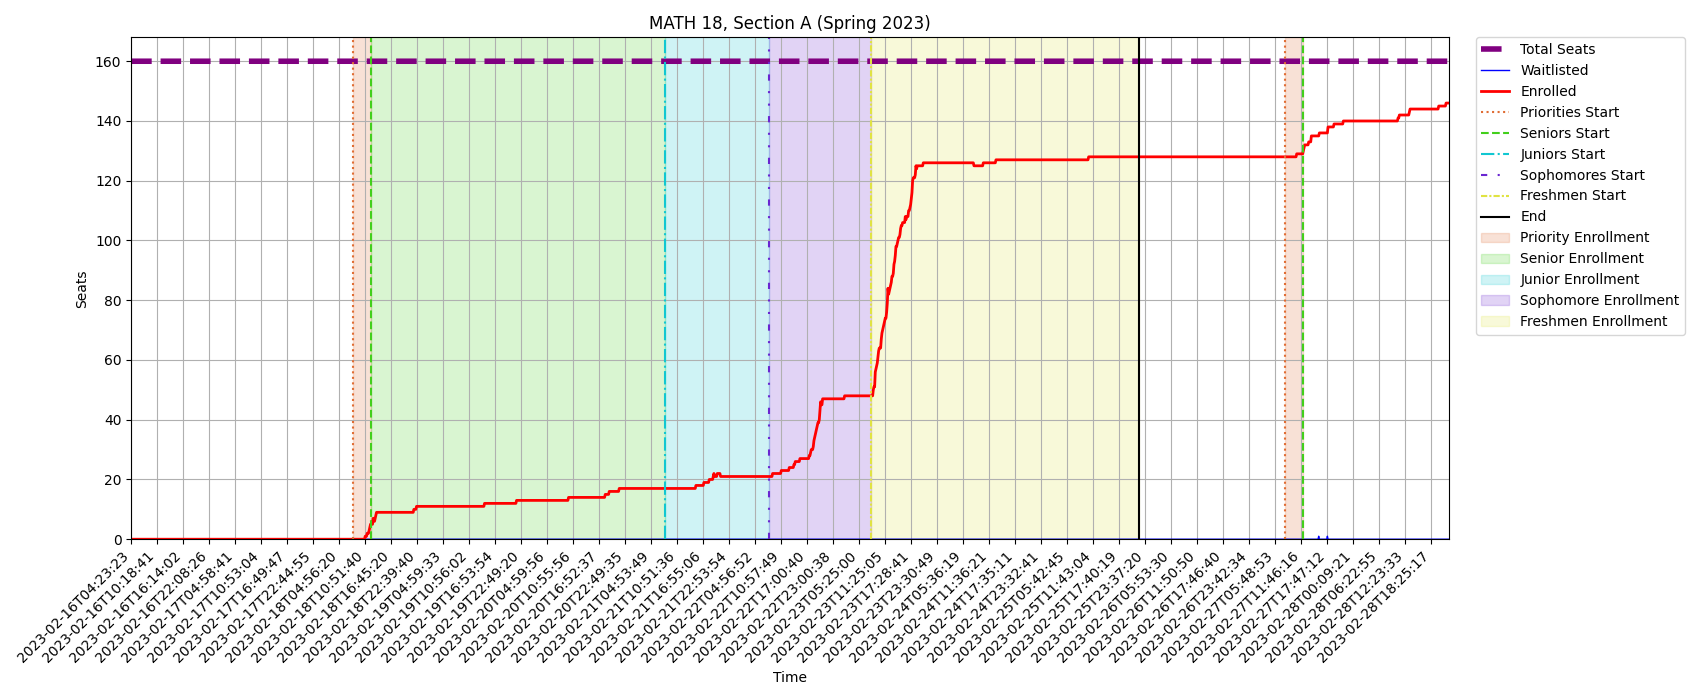 MATH 18, Section A (Spring 2023)
Seats
160
140
120
100
80
60
40
20
0
2023-02-16T04:23:23
2023-02-16T10:18:41
2023-02-16T16:14:02
2023-02-16T22:08:26
2023-02-17T04:58:41
2023-02-17T10:53:04
2023-02-17T16:49:47
2023-02-17T22:44:55
2023-02-18T04:56:20
2023-02-18T10:51:40
2023-02-18T16:45:20
2023-02-18T22:39:40
2023-02-19T04:59:33
2023-02-19T10:56:02
2023-02-19T16:53:54
2023-02-19T22:49:20
2023-02-20T04:59:56
2023-02-20T10:55:56
2023-02-20T16:52:37
2023-02-20T22:49:35
2023-02-21T04:53:49
2023-02-21T10:51:36
2023-02-21T16:55:06
2023-02-21T22:53:54
2023-02-22T04:56:52
2023-02-22T10:57:49
2023-02-22T17:00:40
2023-02-22T23:00:38
2023-02-23T05:25:00
2023-02-23T11:25:05
2023-02-23T17:28:41
2023-02-23T23:30:49
2023-02-24T05:36:19
2023-02-24T11:36:21
2023-02-24T17:35:11
2023-02-24T23:32:41
2023-02-25T05:42:45
2023-02-25T11:43:04
2023-02-25T17:40:19
2023-02-25T23:37:20
2023-02-26T05:53:30
2023-02-26T11:50:50
2023-02-26T17:46:40
2023-02-26T23:42:34
2023-02-27T05:48:53
2023-02-27T11:46:16
2023-02-27T17:47:12
2023-02-28T00:09:21
2023-02-28T06:22:55
2023-02-28T12:23:33
2023-02-28T18:25:17
Time
Total Seats
Waitlisted
Enrolled
Priorities Start
Seniors Start
Juniors Start
Sophomores Start
Freshmen Start
End
Priority Enrollment
Senior Enrollment
Junior Enrollment
Sophomore Enrollment
Freshmen Enrollment